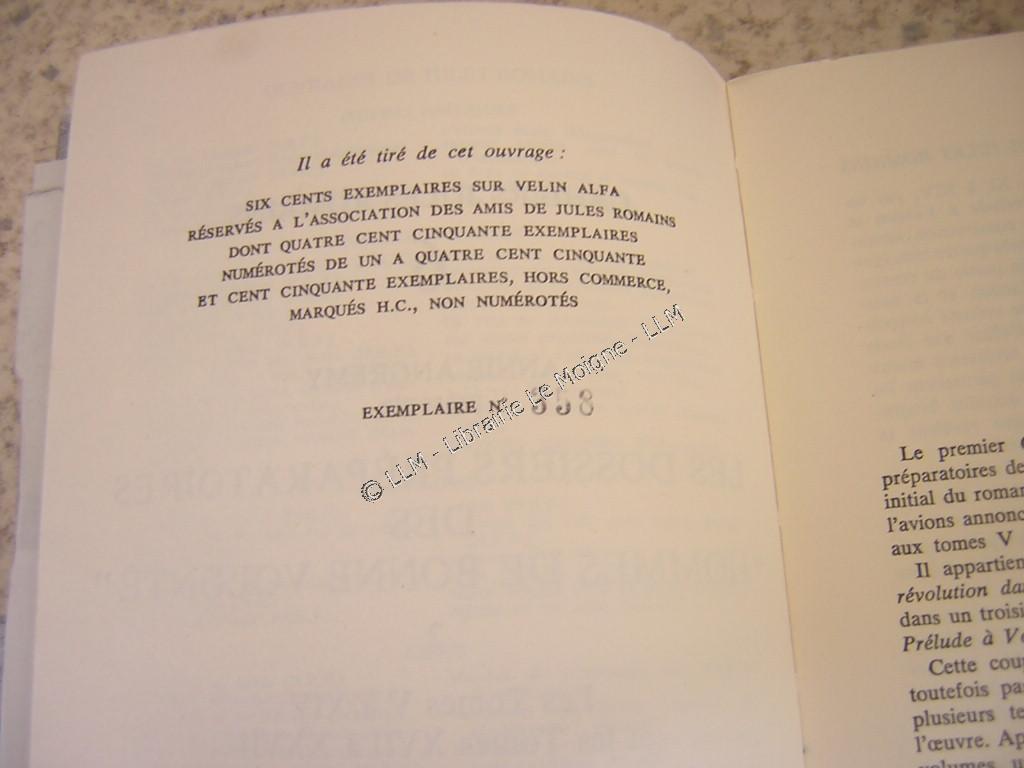 Il a été tiré de cet ouvrage :
SIX CENTS EXEMPLAIRES SUR VELIN ALFA
RÉSERVÉS A L'ASSOCIATION DES AMIS DE JULES ROMAINS
DONT QUATRE CENT CINQUANTE EXEMPLAIRES
NUMÉROTÉS DE UN A QUATRE CENT CINQUANTE
ET CENT CINQUANTE EXEMPLAIRES, HORS COMMERCE,
MARQUÉS H.C., NON NUMÉROTÉS
EXEMPLAIRE N°
© LLM - Librairie Le Moigne - LLM
Le premier
préparatoires de
initial du roman
l'avions annonc
aux tomes V
Il appartien
révolution da
dans un troisi
Prélude à Ve
Cette cou
toutefois pa
plusieurs te
l'œuvre. Ap
volumes